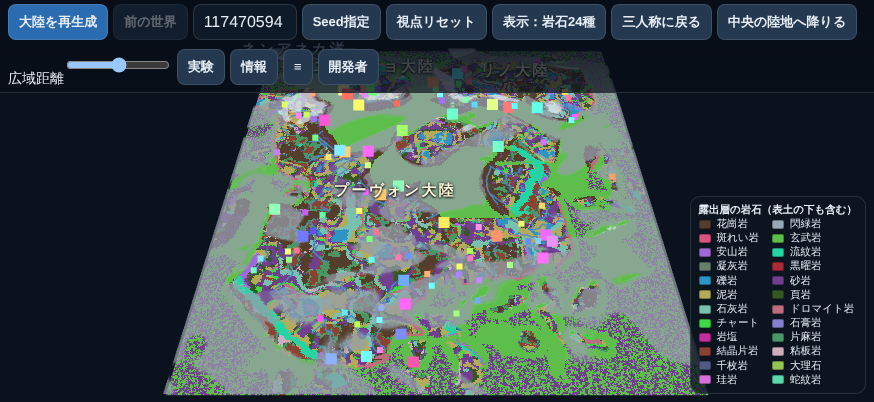 大陸を再生成
前の世界
117470594
Seed指定
視点リセット
表示：岩石24種
三人称に戻る
中央の陸地へ降りる
広域距離
実験
情報
≡
開発者
ョ大陸
リノ大陸
プーヴォン大陸
露出層の岩石（表土の下も含む）
花崗岩
閃緑岩
斑れい岩
玄武岩
安山岩
流紋岩
凝灰岩
黒曜岩
礫岩
砂岩
泥岩
頁岩
石灰岩
ドロマイト岩
チャート
石膏岩
岩塩
片麻岩
結晶片岩
粘板岩
千枚岩
大理石
珪岩
蛇紋岩